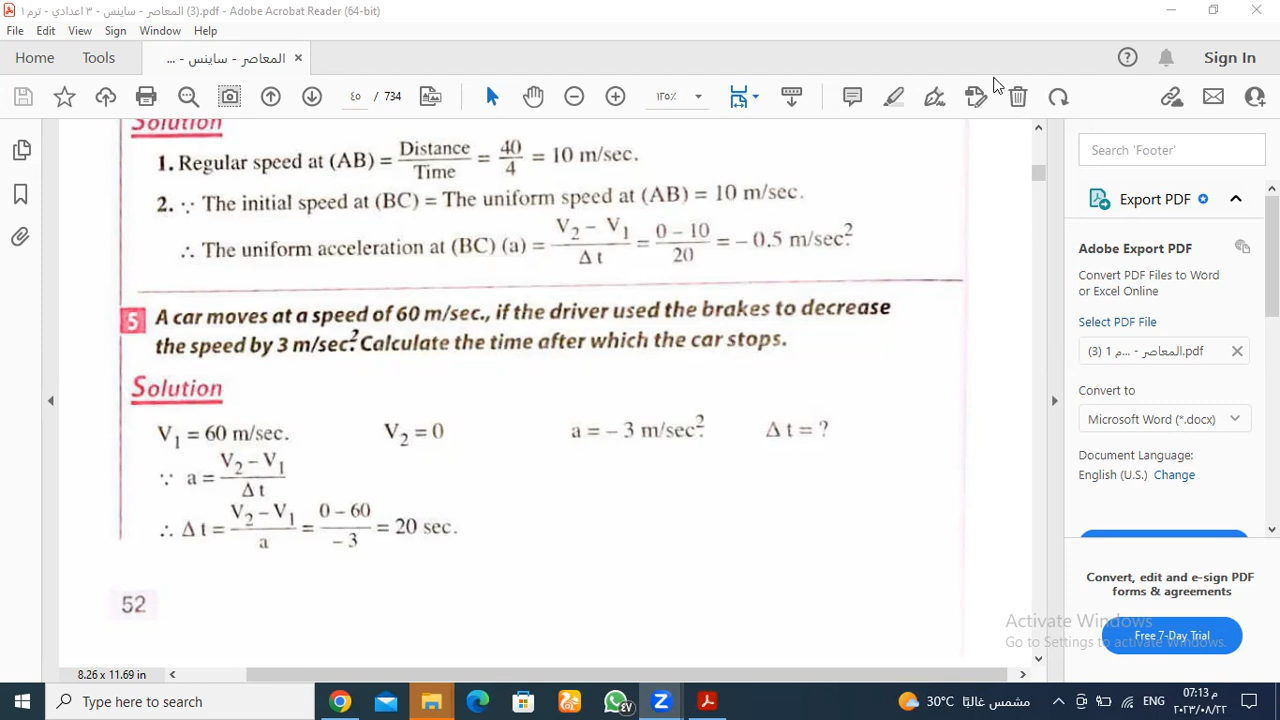 المعاصر - ساينس - ٣ اعدادي - ترم ١ (3).pdf - Adobe Acrobat Reader (64-bit)
File Edit View Sign Window Help
Home Tools المعاصر - ساينس - ... × Sign In
٤٥ / 734 ١٢٥٪
Solution
1. Regular speed at (AB) = Distance / Time = 40 / 4 = 10 m/sec.
2. ∵ The initial speed at (BC) = The uniform speed at (AB) = 10 m/sec.
∴ The uniform acceleration at (BC) (a) = V₂ – V₁ / Δ t = 0 – 10 / 20 = – 0.5 m/sec².
5 A car moves at a speed of 60 m/sec., if the driver used the brakes to decrease
the speed by 3 m/sec². Calculate the time after which the car stops.
Solution
V₁ = 60 m/sec. V₂ = 0 a = – 3 m/sec². Δ t = ?
∵ a = V₂ – V₁ / Δ t
∴ Δ t = V₂ – V₁ / a = 0 – 60 / – 3 = 20 sec.
52
8.26 x 11.69 in
Search 'Footer'
Export PDF
Adobe Export PDF
Convert PDF Files to Word
or Excel Online
Select PDF File
المعاصر - ...م 1 (3).pdf
Convert to
Microsoft Word (*.docx)
Document Language:
English (U.S.) Change
Convert, edit and e-sign PDF
forms & agreements
Free 7-Day Trial
Activate Windows
Go to Settings to activate Windows.
Type here to search
٤٧
30°C مشمس غالبًا
ENG
07:13 م
٢٠٢٣/٠٨/٢٢